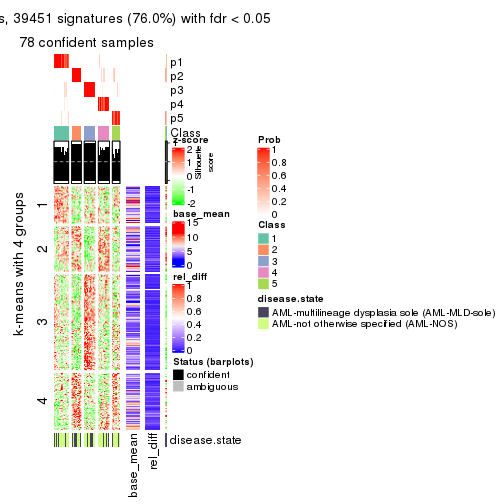 s, 39451 signatures (76.0%) with fdr < 0.05
78 confident samples
p1
p2
p3
p4
p5
Class
z-score
2
1
0
-1
-2
Silhouette
score
Prob
1
0.8
0.6
0.4
0.2
0
base_mean
15
10
5
0
Class
1
2
3
4
5
rel_diff
1
0.8
0.6
0.4
0.2
0
disease.state
AML-multilineage dysplasia sole (AML-MLD-sole)
AML-not otherwise specified (AML-NOS)
Status (barplots)
confident
ambiguous
k-means with 4 groups
1
2
3
4
disease.state
base_mean
rel_diff